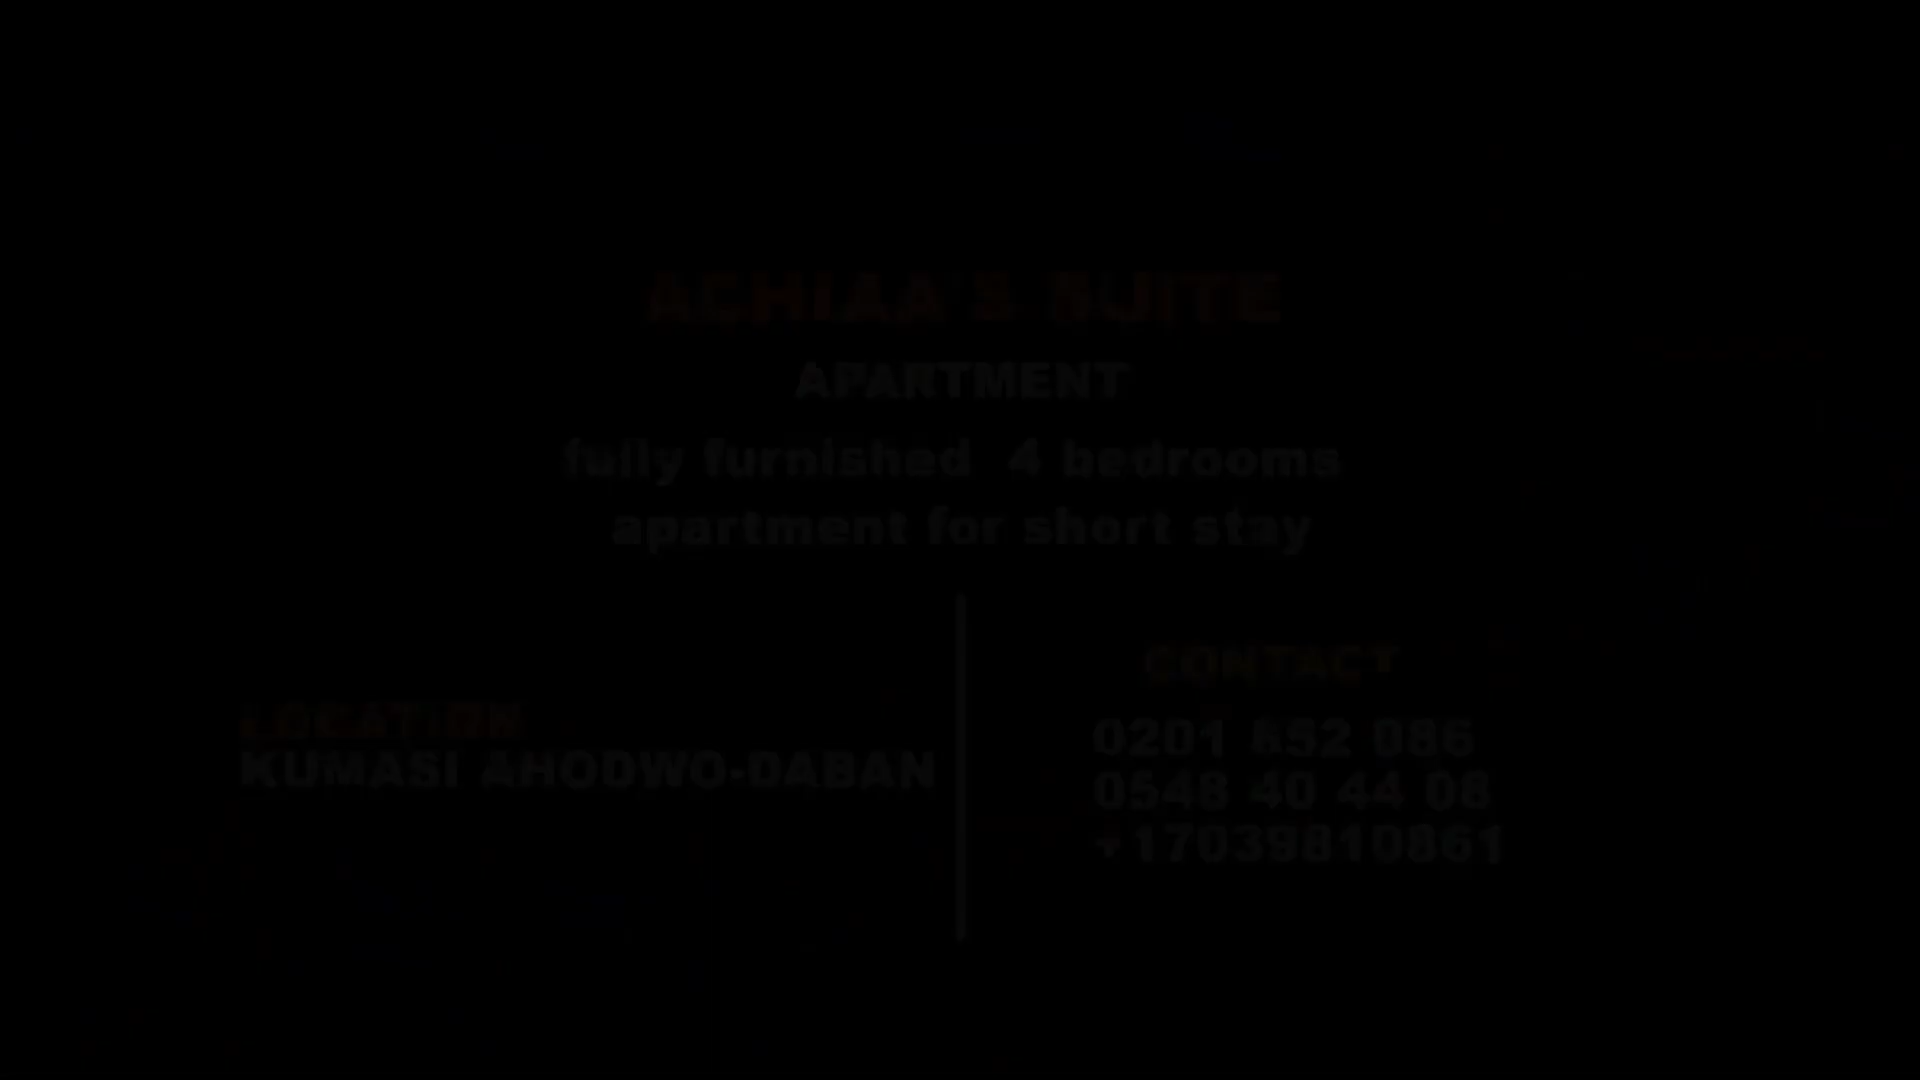 ACHIAA'S SUITE
APARTMENT
fully furnished 4 bedrooms
apartment for short stay
LOCATION
KUMASI AHODWO-DABAN
CONTACT
0201 852 086
0548 40 44 08
+17039810861